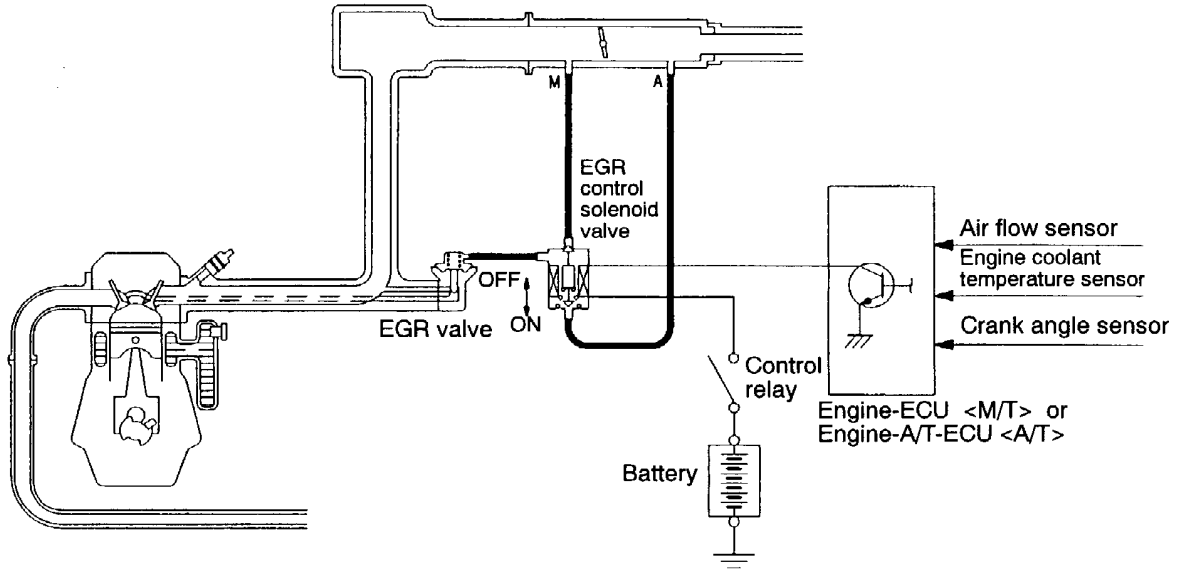 M
A
EGR
control
solenoid
valve
OFF
ON
EGR valve
Air flow sensor
Engine coolant
temperature sensor
Crank angle sensor
Control
relay
Engine-ECU <M/T> or
Engine-A/T-ECU <A/T>
Battery